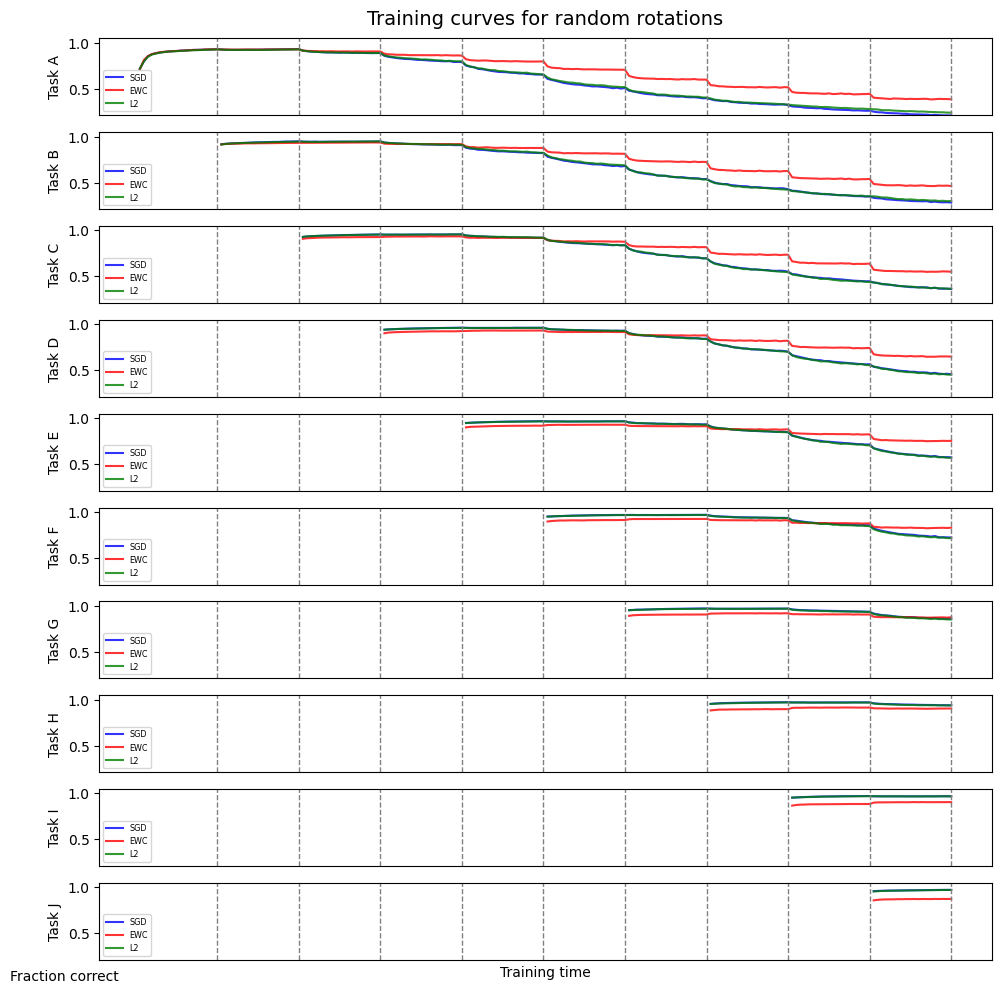 Training curves for random rotations
Task A
1.0
0.5
SGD
EWC
L2
Task B
1.0
0.5
SGD
EWC
L2
Task C
1.0
0.5
SGD
EWC
L2
Task D
1.0
0.5
SGD
EWC
L2
Task E
1.0
0.5
SGD
EWC
L2
Task F
1.0
0.5
SGD
EWC
L2
Task G
1.0
0.5
SGD
EWC
L2
Task H
1.0
0.5
SGD
EWC
L2
Task I
1.0
0.5
SGD
EWC
L2
Task J
1.0
0.5
SGD
EWC
L2
Fraction correct
Training time